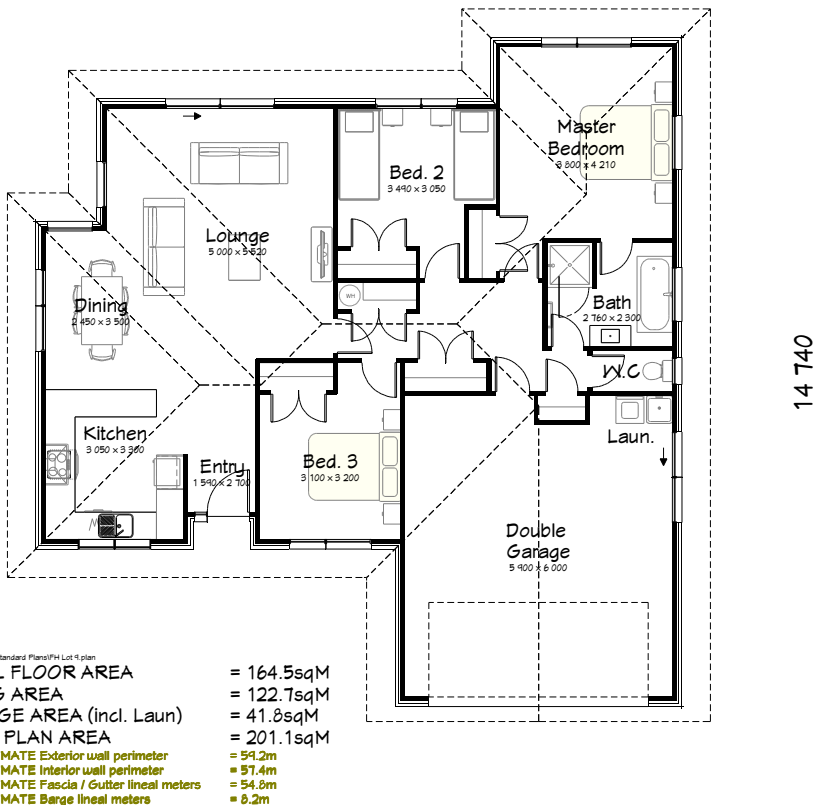 Master
Bedroom
3 800 x 4 210
Bed. 2
3 490 x 3 050
Lounge
5 000 x 5 520
WH
Dining
2 450 x 3 500
Bath
2 760 x 2 300
W.C
14 740
Kitchen
3 050 x 3 300
Entry
1 590 x 2 700
Bed. 3
3 100 x 3 200
Laun.
Double
Garage
5 900 x 6 000
tandard Plans\FH Lot 9.plan
L FLOOR AREA = 164.5sqM
G AREA = 122.7sqM
GE AREA (incl. Laun) = 41.8sqM
PLAN AREA = 201.1sqM
MATE Exterior wall perimeter = 59.2m
MATE Interior wall perimeter = 57.4m
MATE Fascia / Gutter lineal meters = 54.8m
MATE Barge lineal meters = 8.2m